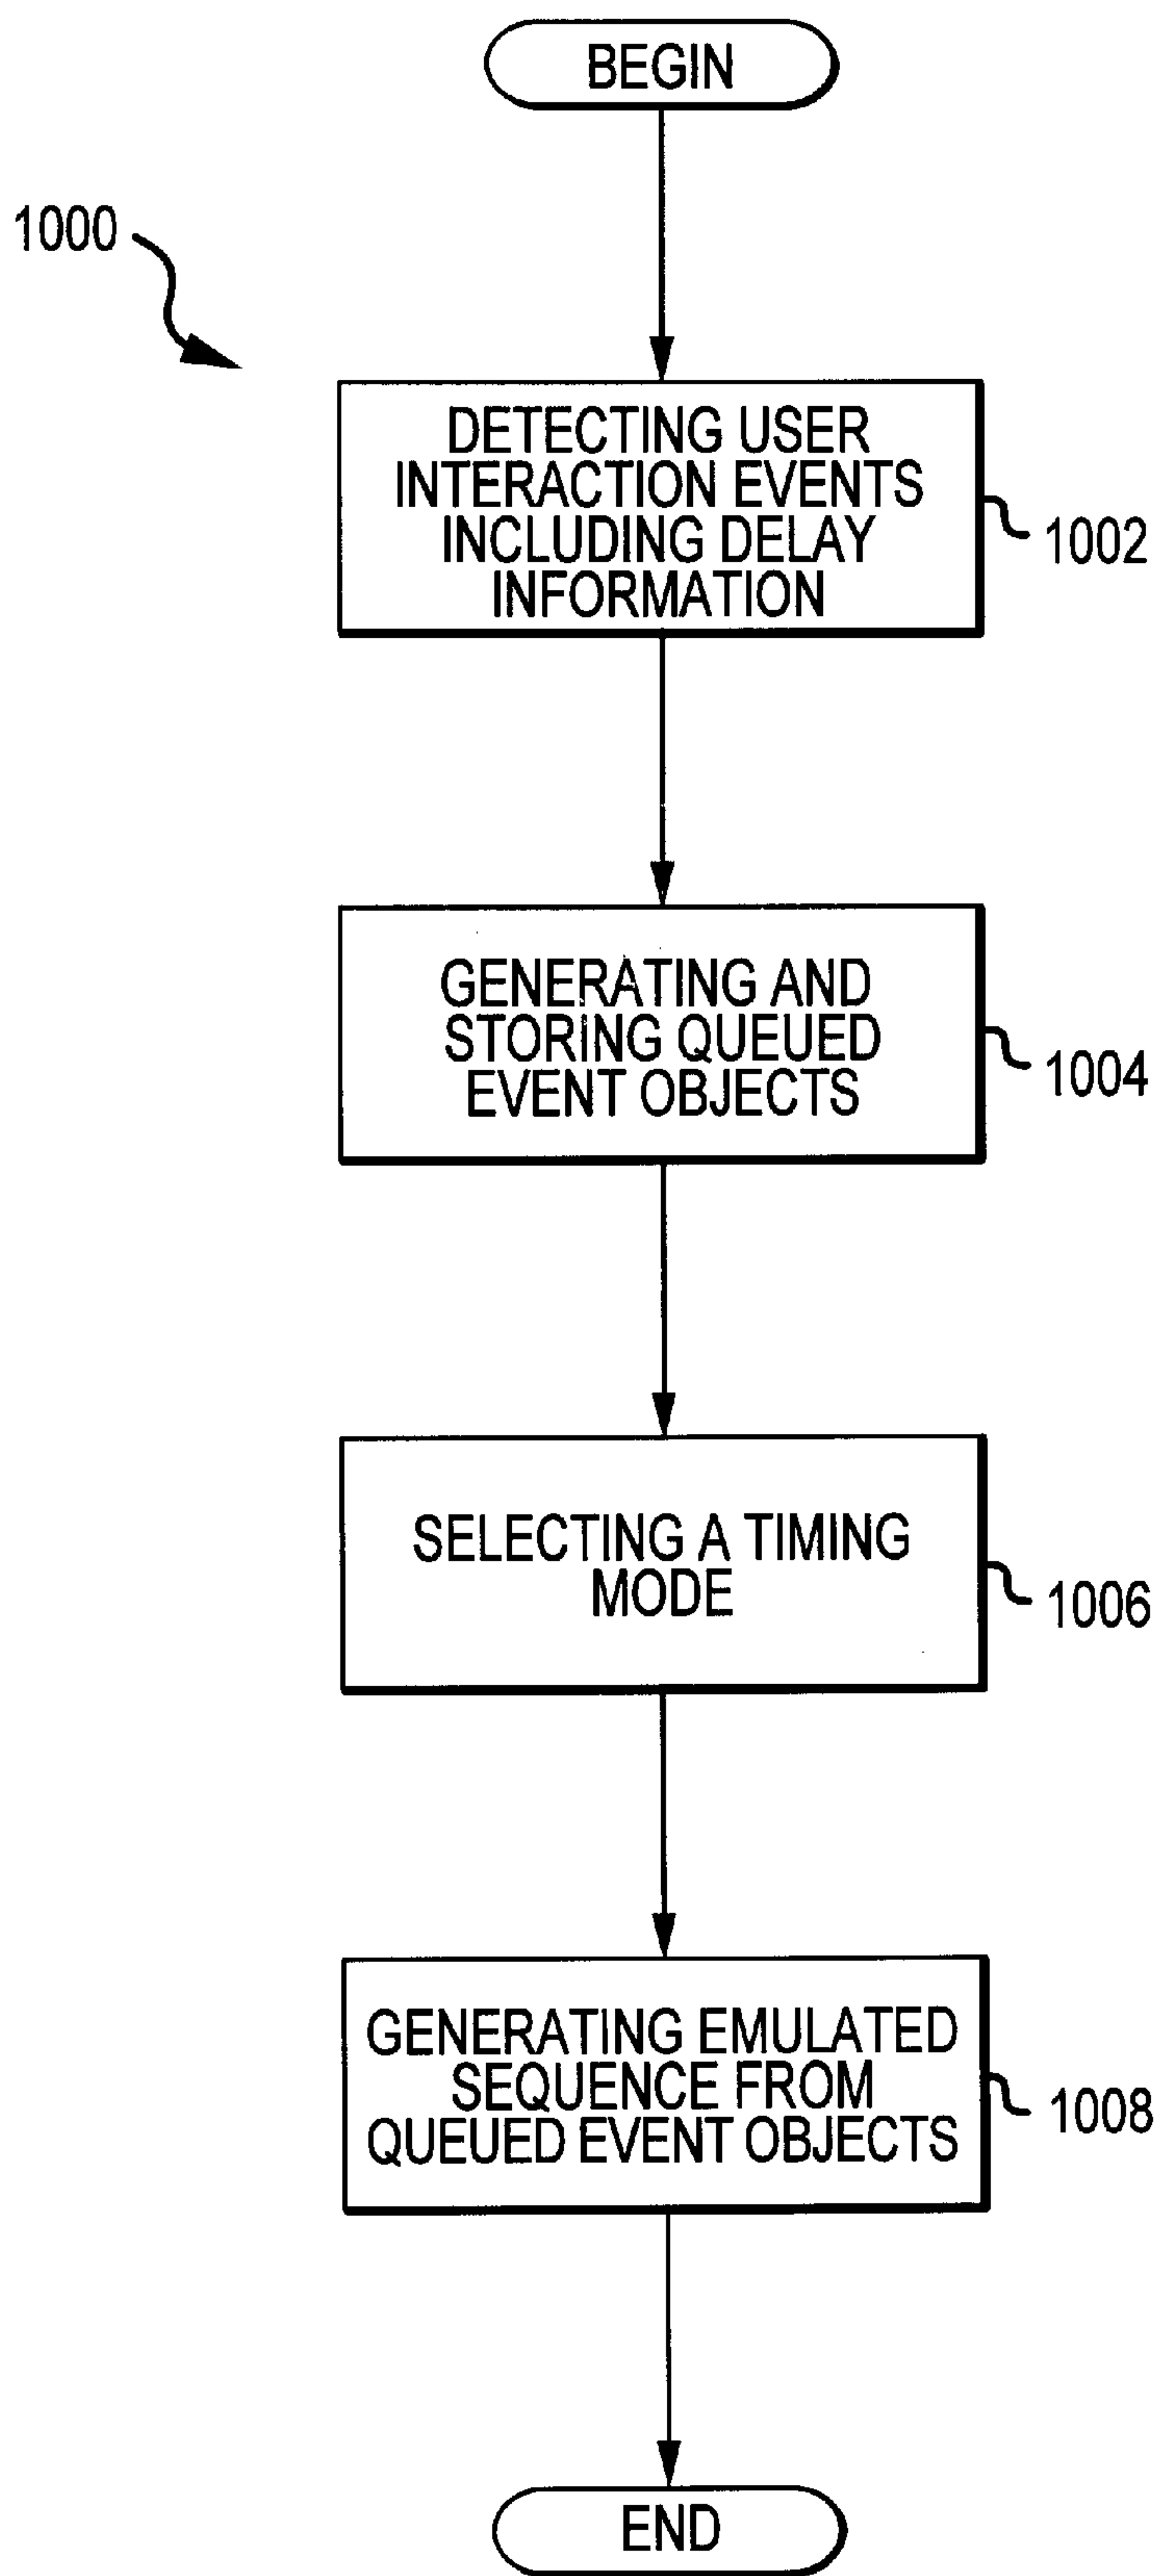 BEGIN
1000
DETECTING USER
INTERACTION EVENTS
INCLUDING DELAY
INFORMATION
1002
GENERATING AND
STORING QUEUED
EVENT OBJECTS
1004
SELECTING A TIMING
MODE
1006
GENERATING EMULATED
SEQUENCE FROM
QUEUED EVENT OBJECTS
1008
END